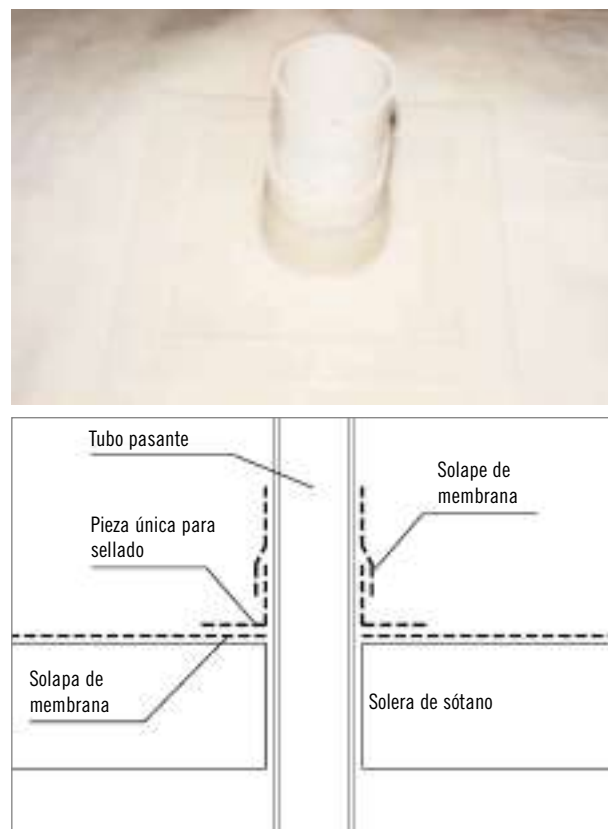 Tubo pasante
Solape de
membrana
Pieza única para
sellado
Solapa de
membrana
Solera de sótano